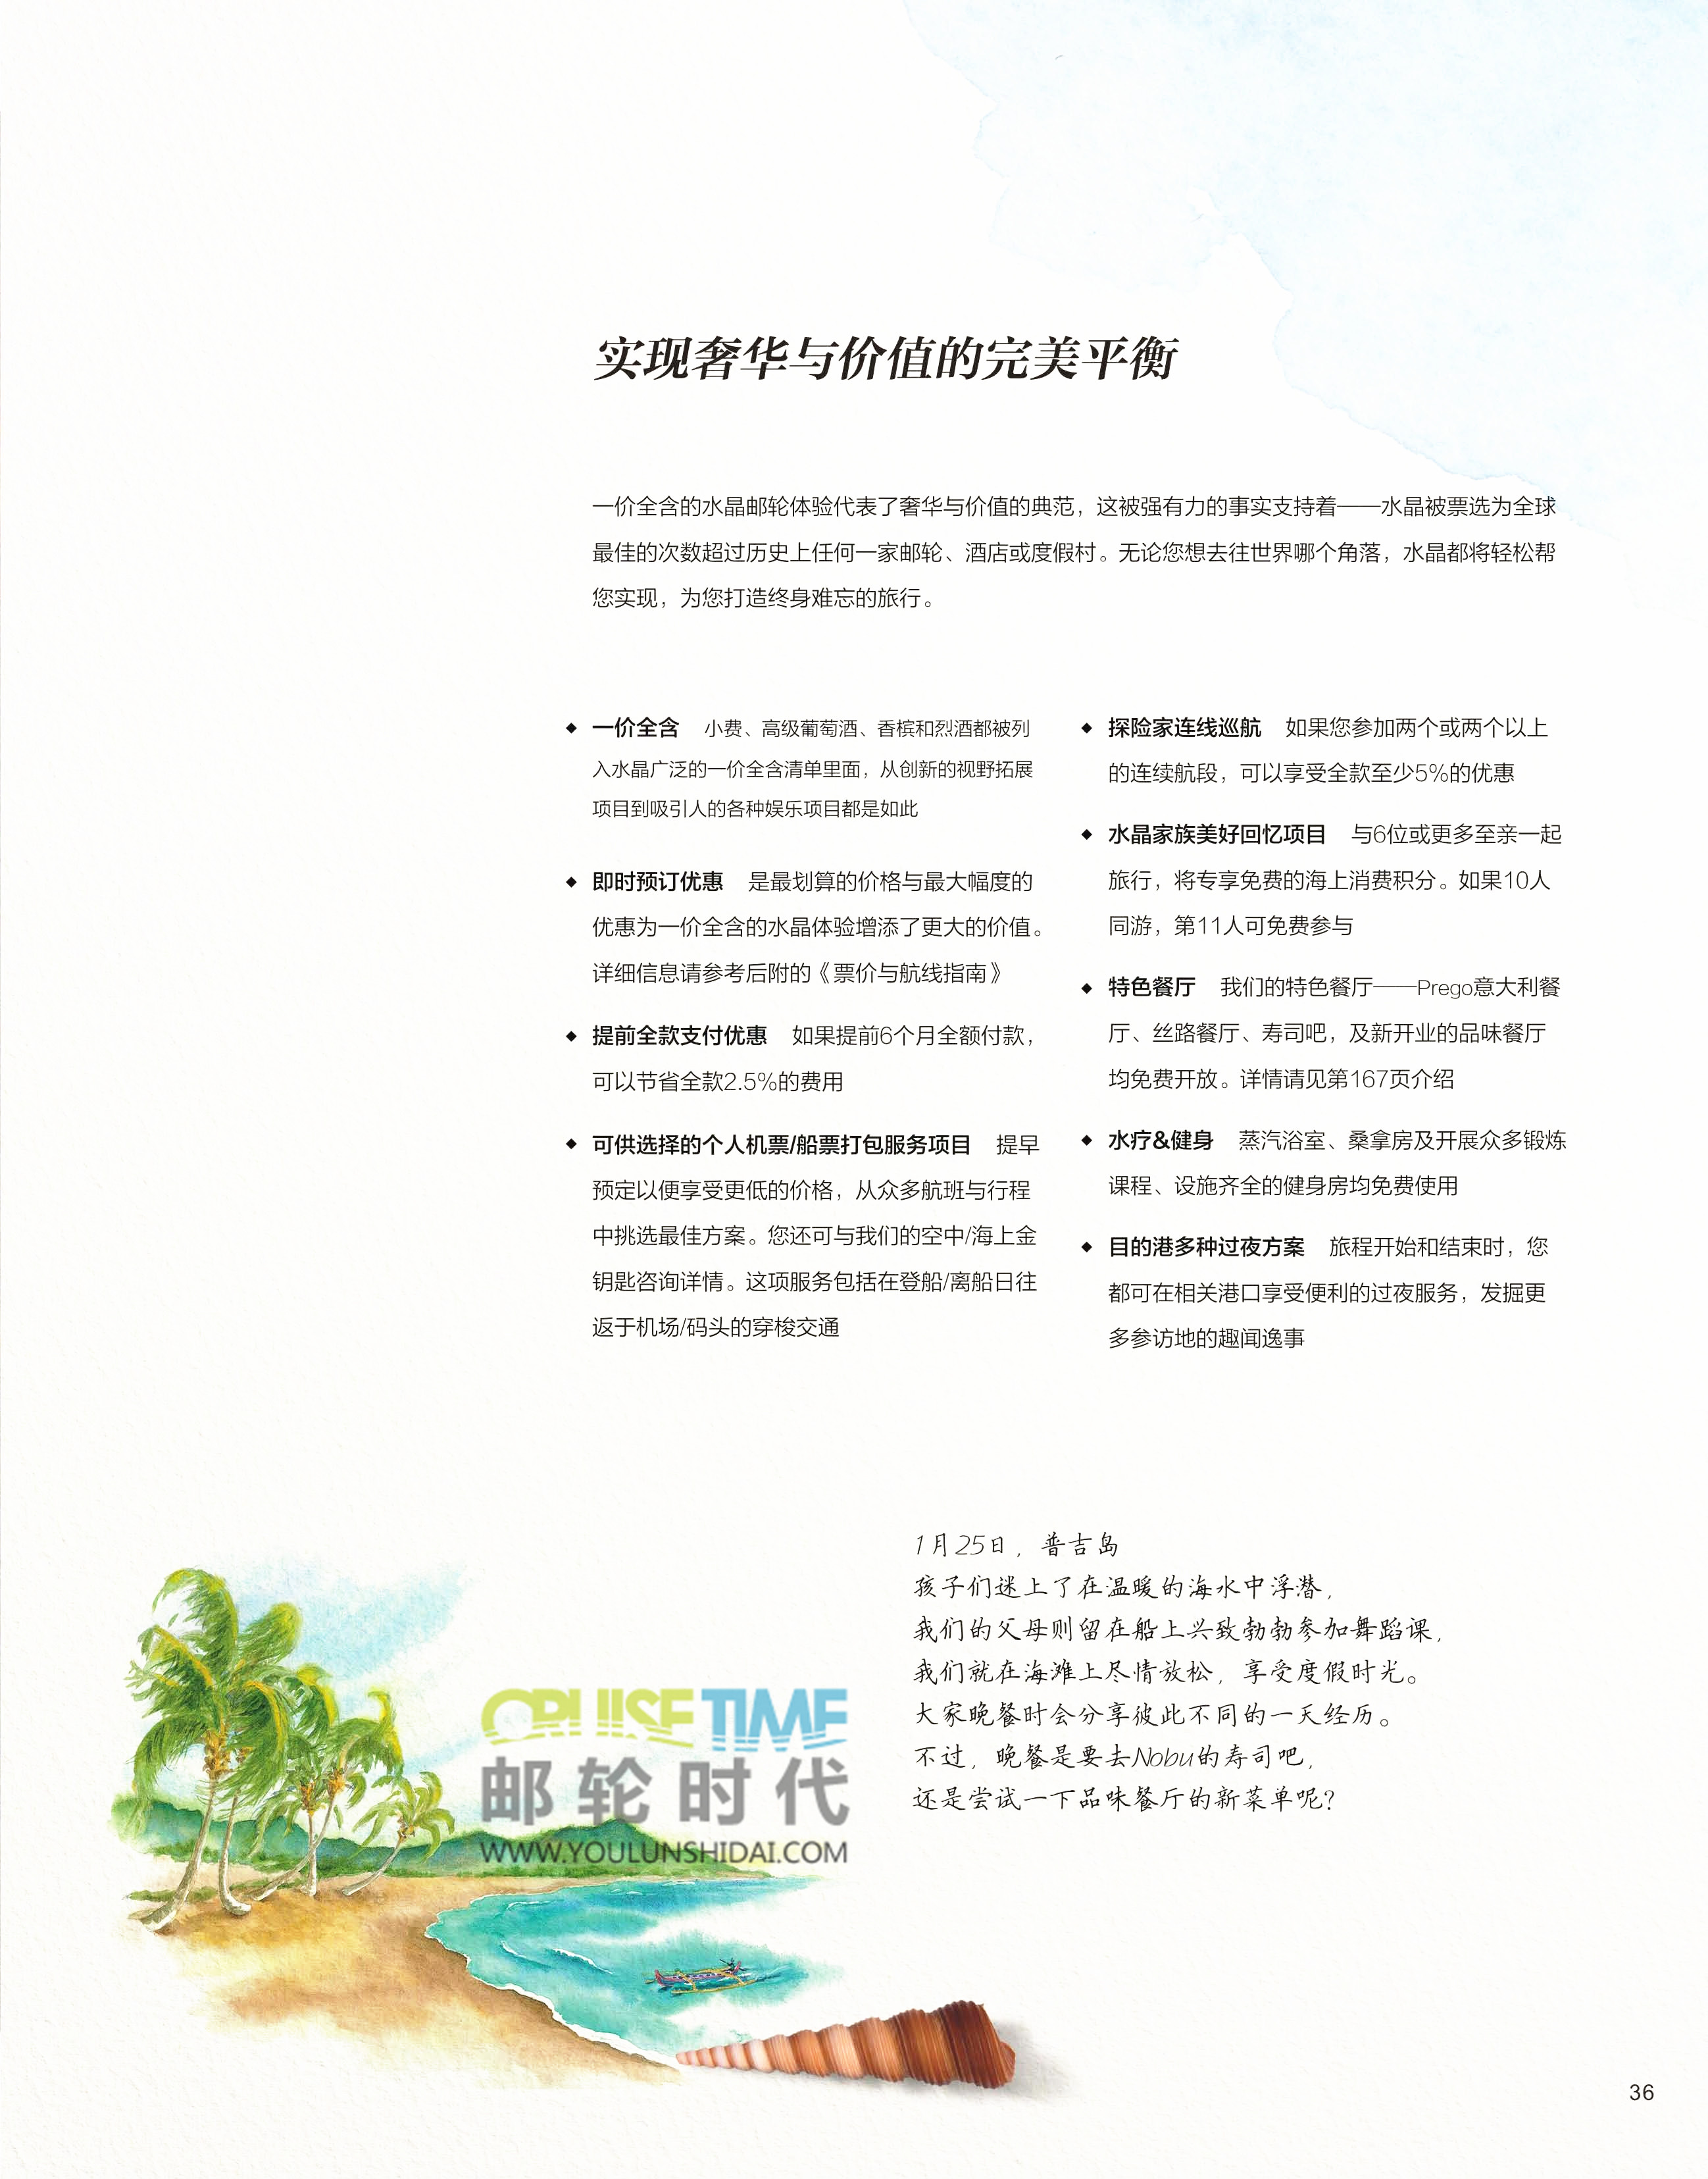 实现奢华与价值的完美平衡
一价全含的水晶邮轮体验代表了奢华与价值的典范，这被强有力的事实支持着——水晶被票选为全球
最佳的次数超过历史上任何一家邮轮、酒店或度假村。无论您想去往世界哪个角落，水晶都将轻松帮
您实现，为您打造终身难忘的旅行。
◆ 一价全含 小费、高级葡萄酒、香槟和烈酒都被列
入水晶广泛的一价全含清单里面，从创新的视野拓展
项目到吸引人的各种娱乐项目都是如此
◆ 即时预订优惠 是最划算的价格与最大幅度的
优惠为一价全含的水晶体验增添了更大的价值。
详细信息请参考后附的《票价与航线指南》
◆ 提前全款支付优惠 如果提前6个月全额付款，
可以节省全款2.5%的费用
◆ 可供选择的个人机票/船票打包服务项目 提早
预定以便享受更低的价格，从众多航班与行程
中挑选最佳方案。您还可与我们的空中/海上金
钥匙咨询详情。这项服务包括在登船/离船日往
返于机场/码头的穿梭交通
◆ 探险家连线巡航 如果您参加两个或两个以上
的连续航段，可以享受全款至少5%的优惠
◆ 水晶家族美好回忆项目 与6位或更多至亲一起
旅行，将专享免费的海上消费积分。如果10人
同游，第11人可免费参与
◆ 特色餐厅 我们的特色餐厅——Prego意大利餐
厅、丝路餐厅、寿司吧，及新开业的品味餐厅
均免费开放。详情请见第167页介绍
◆ 水疗&健身 蒸汽浴室、桑拿房及开展众多锻炼
课程、设施齐全的健身房均免费使用
◆ 目的港多种过夜方案 旅程开始和结束时，您
都可在相关港口享受便利的过夜服务，发掘更
多参访地的趣闻逸事
1月25日，普吉岛
孩子们迷上了在温暖的海水中浮潜，
我们的父母则留在船上兴致勃勃参加舞蹈课，
我们就在海滩上尽情放松，享受度假时光。
大家晚餐时会分享彼此不同的一天经历。
不过，晚餐是要去Nobu的寿司吧，
还是尝试一下品味餐厅的新菜单呢？
CRUISE TIME
邮轮时代
WWW.YOULUNSHIDAI.COM
36